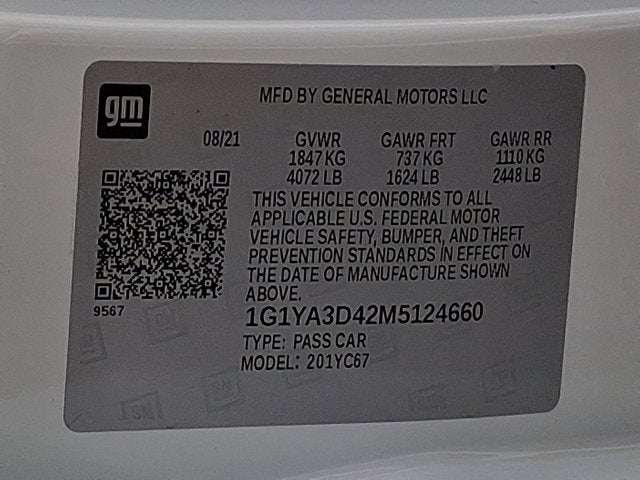 gm
MFD BY GENERAL MOTORS LLC
08/21 GVWR GAWR FRT GAWR RR
1847 KG 737 KG 1110 KG
4072 LB 1624 LB 2448 LB
THIS VEHICLE CONFORMS TO ALL
APPLICABLE U.S. FEDERAL MOTOR
VEHICLE SAFETY, BUMPER, AND THEFT
PREVENTION STANDARDS IN EFFECT ON
THE DATE OF MANUFACTURE SHOWN
ABOVE.
9567
1G1YA3D42M5124660
TYPE: PASS CAR
MODEL: 201YC67